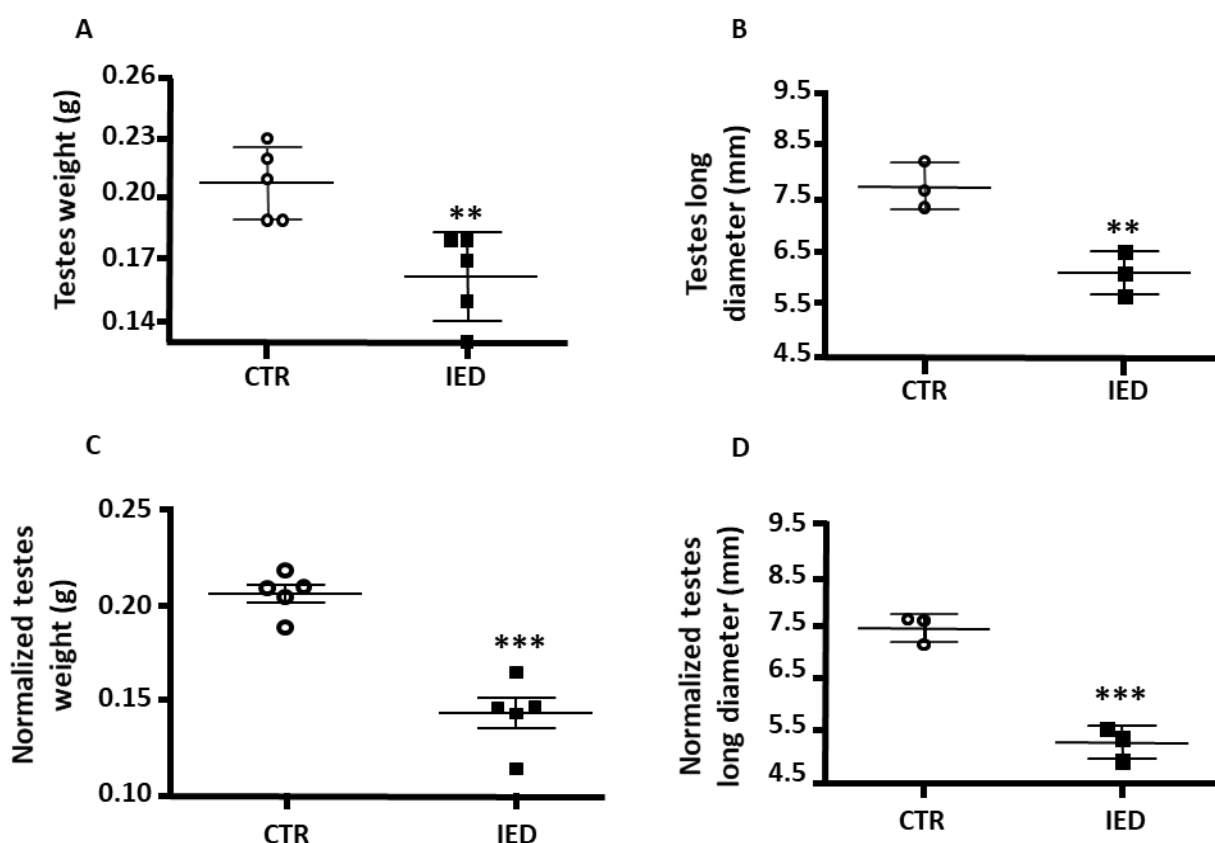 A
Testes weight (g)
0.26
0.23
0.20
0.17
0.14
**
CTR
IED
B
Testes long
diameter (mm)
9.5
8.5
7.5
6.5
5.5
4.5
**
CTR
IED
C
Normalized testes
weight (g)
0.25
0.20
0.15
0.10
***
CTR
IED
D
Normalized testes
long diameter (mm)
9.5
8.5
7.5
6.5
5.5
4.5
***
CTR
IED